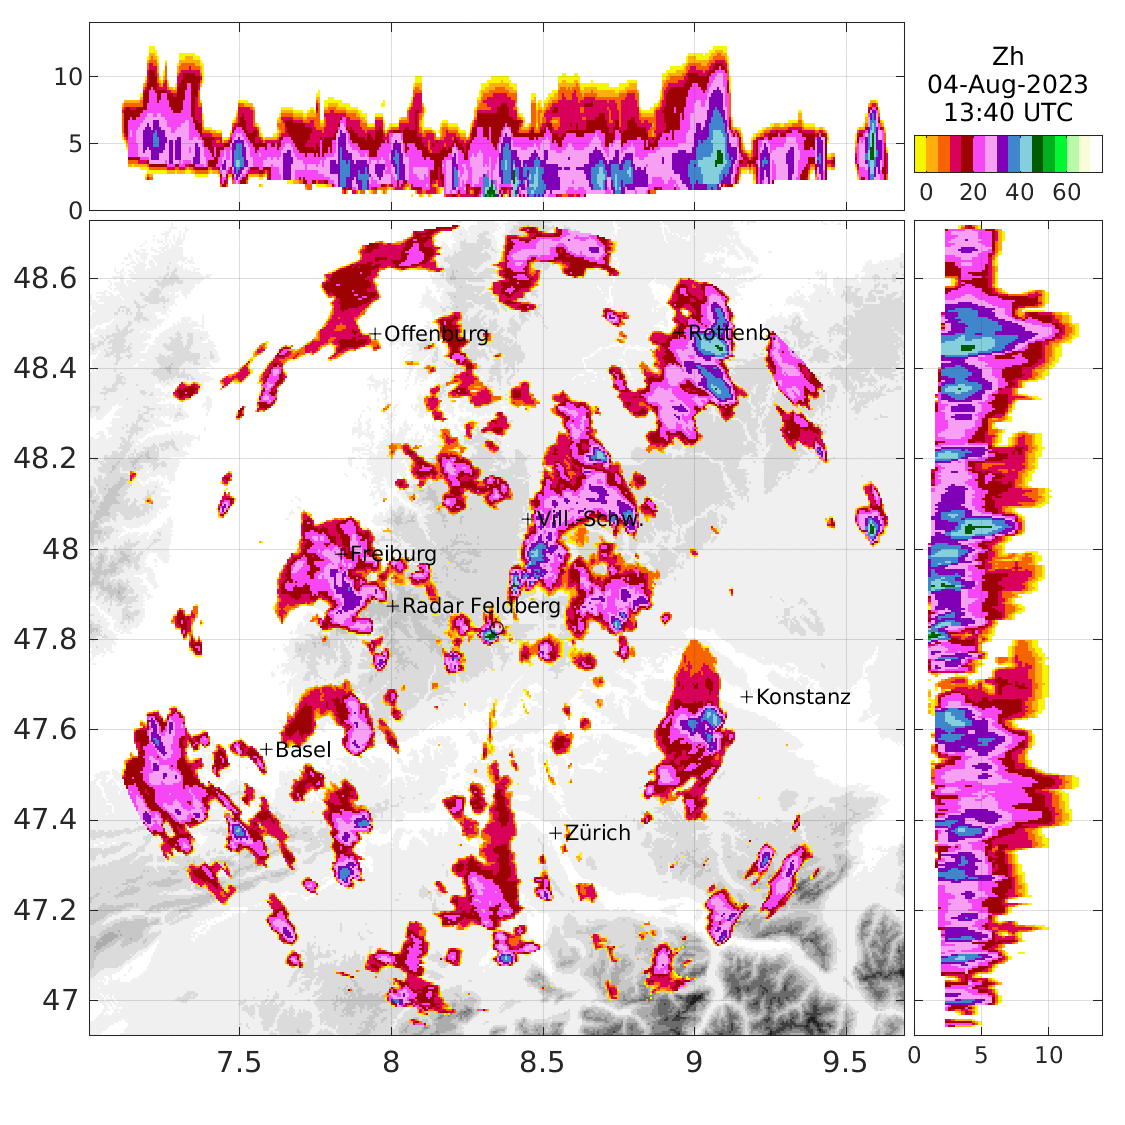 10
5
0
Zh
04-Aug-2023
13:40 UTC
0 20 40 60
48.6
48.4
48.2
48
47.8
47.6
47.4
47.2
47
+Offenburg
+Rottenb.
+Vill.-Schw.
+Freiburg
+Radar Feldberg
+Konstanz
+Basel
+Zürich
7.5 8 8.5 9 9.5
0 5 10